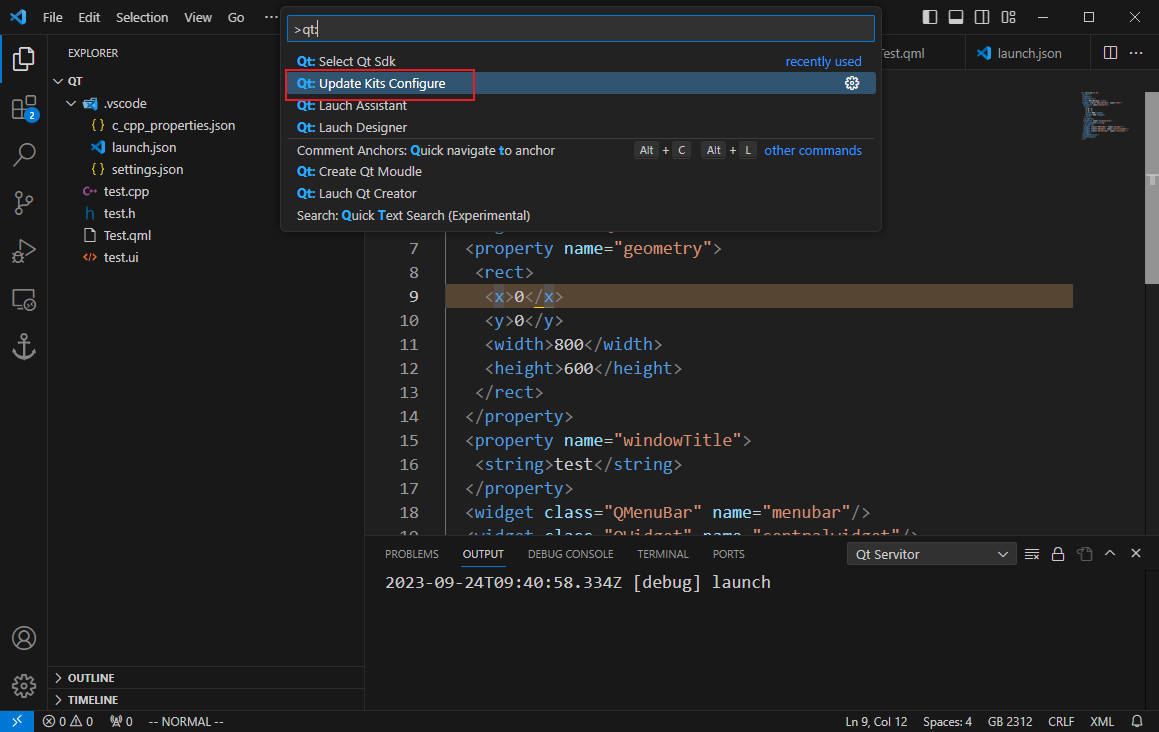 File Edit Selection View Go ···
>qt:
Qt: Select Qt Sdk recently used
Qt: Update Kits Configure
Qt: Lauch Assistant
Qt: Lauch Designer
Comment Anchors: Quick navigate to anchor Alt + C Alt + L other commands
Qt: Create Qt Moudle
Qt: Lauch Qt Creator
Search: Quick Text Search (Experimental)
Test.qml
launch.json
EXPLORER
QT
.vscode
{} c_cpp_properties.json
launch.json
{} settings.json
C++ test.cpp
h test.h
Test.qml
<> test.ui
2
7 <property name="geometry">
8 <rect>
9 <x>0</x>
10 <y>0</y>
11 <width>800</width>
12 <height>600</height>
13 </rect>
14 </property>
15 <property name="windowTitle">
16 <string>test</string>
17 </property>
18 <widget class="QMenuBar" name="menubar"/>
19 <widget class="QWidget" name="centralwidget"/>
PROBLEMS OUTPUT DEBUG CONSOLE TERMINAL PORTS Qt Servitor
2023-09-24T09:40:58.334Z [debug] launch
OUTLINE
TIMELINE
0 0 0 -- NORMAL -- Ln 9, Col 12 Spaces: 4 GB 2312 CRLF XML